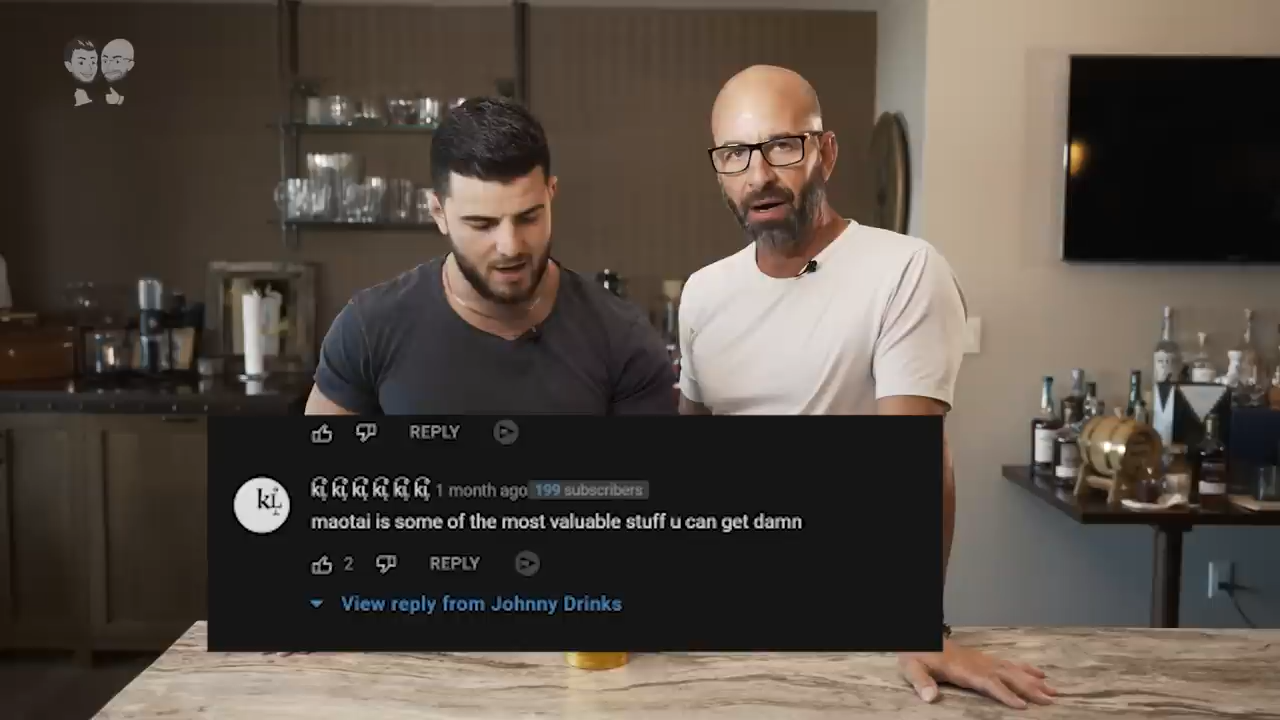 REPLY
1 month ago 199 subscribers
maotai is some of the most valuable stuff u can get damn
2 REPLY
View reply from Johnny Drinks